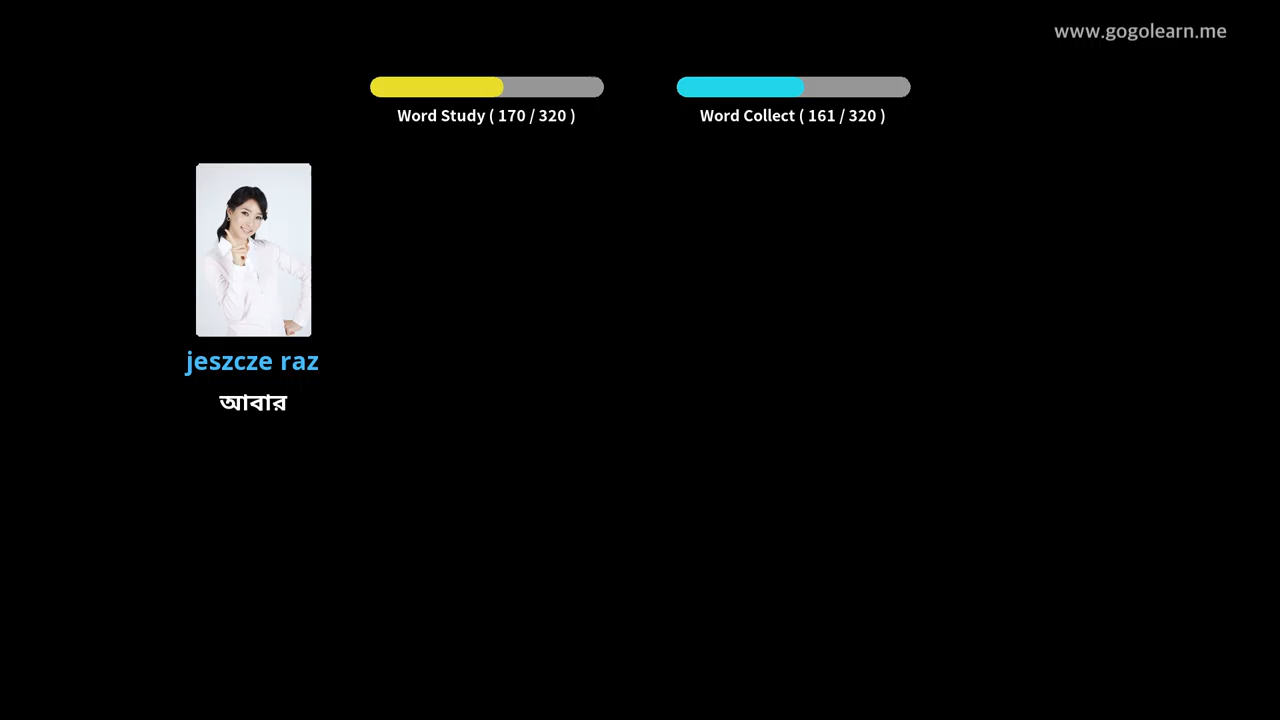 www.gogolearn.me
Word Study ( 170 / 320 )
Word Collect ( 161 / 320 )
jeszcze raz
আবার